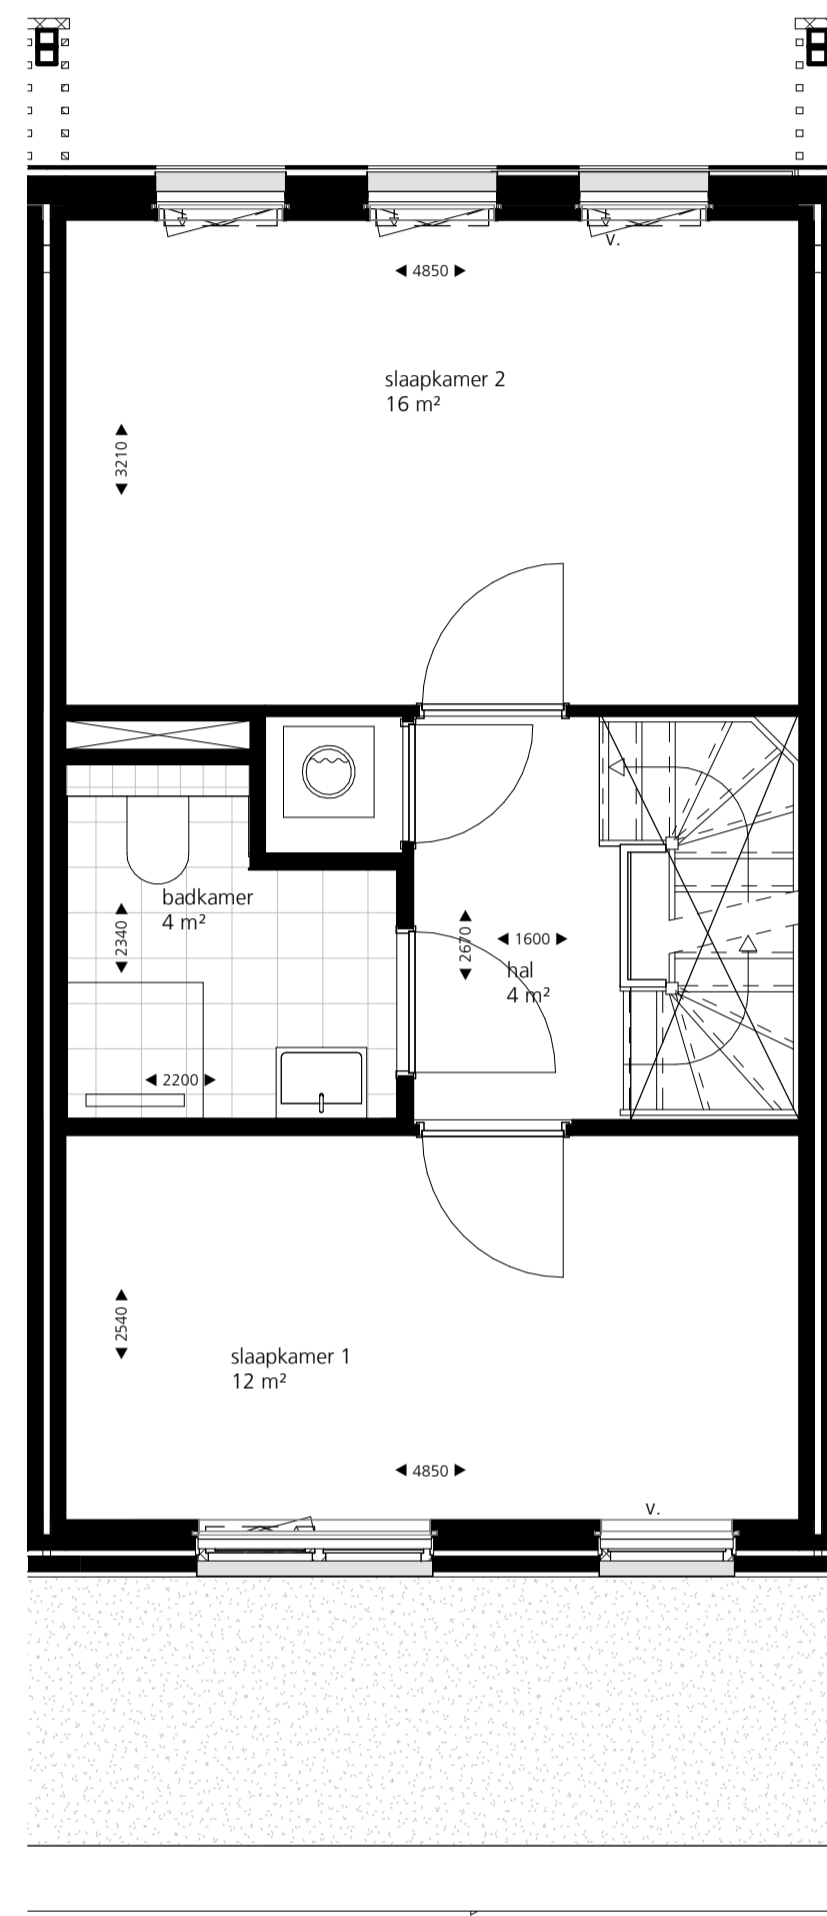 v.
4850
slaapkamer 2
16 m²
3210
badkamer
4 m²
2340
2670
1600
hal
4 m²
2200
2540
slaapkamer 1
12 m²
4850
v.